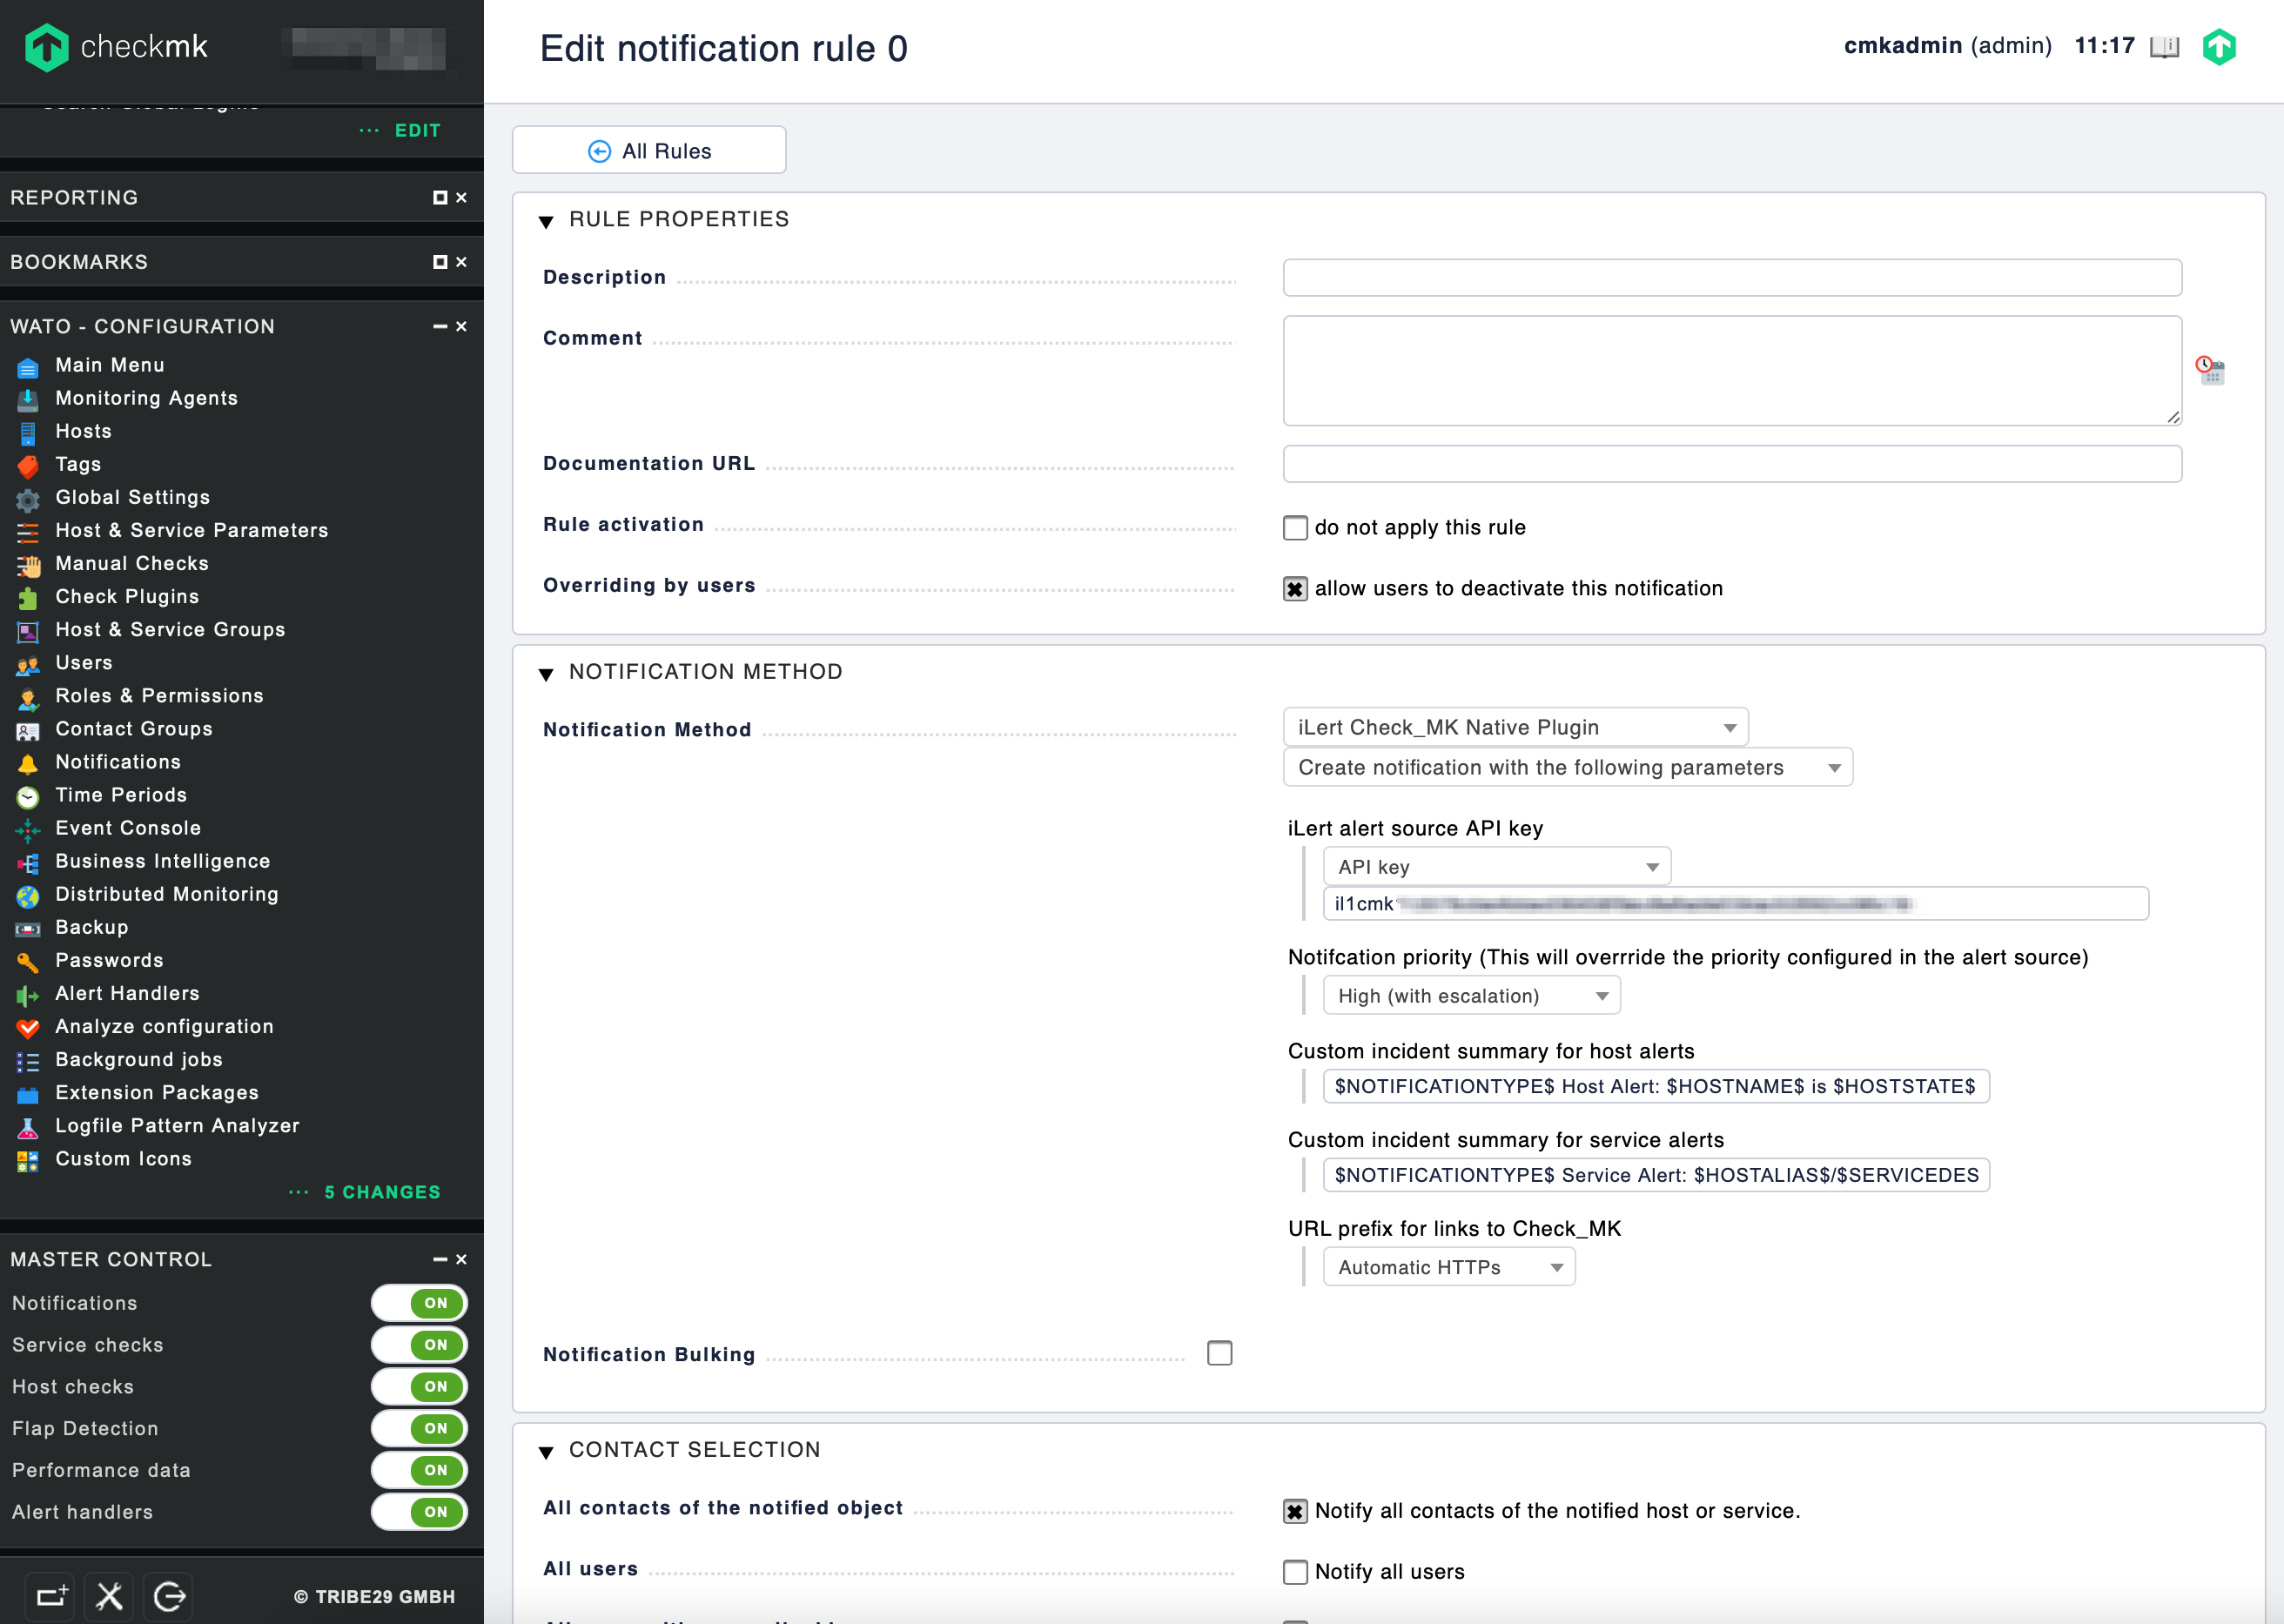 checkmk
EDIT
REPORTING
BOOKMARKS
WATO - CONFIGURATION
Main Menu
Monitoring Agents
Hosts
Tags
Global Settings
Host & Service Parameters
Manual Checks
Check Plugins
Host & Service Groups
Users
Roles & Permissions
Contact Groups
Notifications
Time Periods
Event Console
Business Intelligence
Distributed Monitoring
Backup
Passwords
Alert Handlers
Analyze configuration
Background jobs
Extension Packages
Logfile Pattern Analyzer
Custom Icons
5 CHANGES
MASTER CONTROL
Notifications ON
Service checks ON
Host checks ON
Flap Detection ON
Performance data ON
Alert handlers ON
© TRIBE29 GMBH
Edit notification rule 0
cmkadmin (admin) 11:17
All Rules
RULE PROPERTIES
Description
Comment
Documentation URL
Rule activation do not apply this rule
Overriding by users allow users to deactivate this notification
NOTIFICATION METHOD
Notification Method iLert Check_MK Native Plugin
Create notification with the following parameters
iLert alert source API key
API key
il1cmk
Notifcation priority (This will overrride the priority configured in the alert source)
High (with escalation)
Custom incident summary for host alerts
$NOTIFICATIONTYPE$ Host Alert: $HOSTNAME$ is $HOSTSTATE$
Custom incident summary for service alerts
$NOTIFICATIONTYPE$ Service Alert: $HOSTALIAS$/$SERVICEDES
URL prefix for links to Check_MK
Automatic HTTPs
Notification Bulking
CONTACT SELECTION
All contacts of the notified object Notify all contacts of the notified host or service.
All users Notify all users